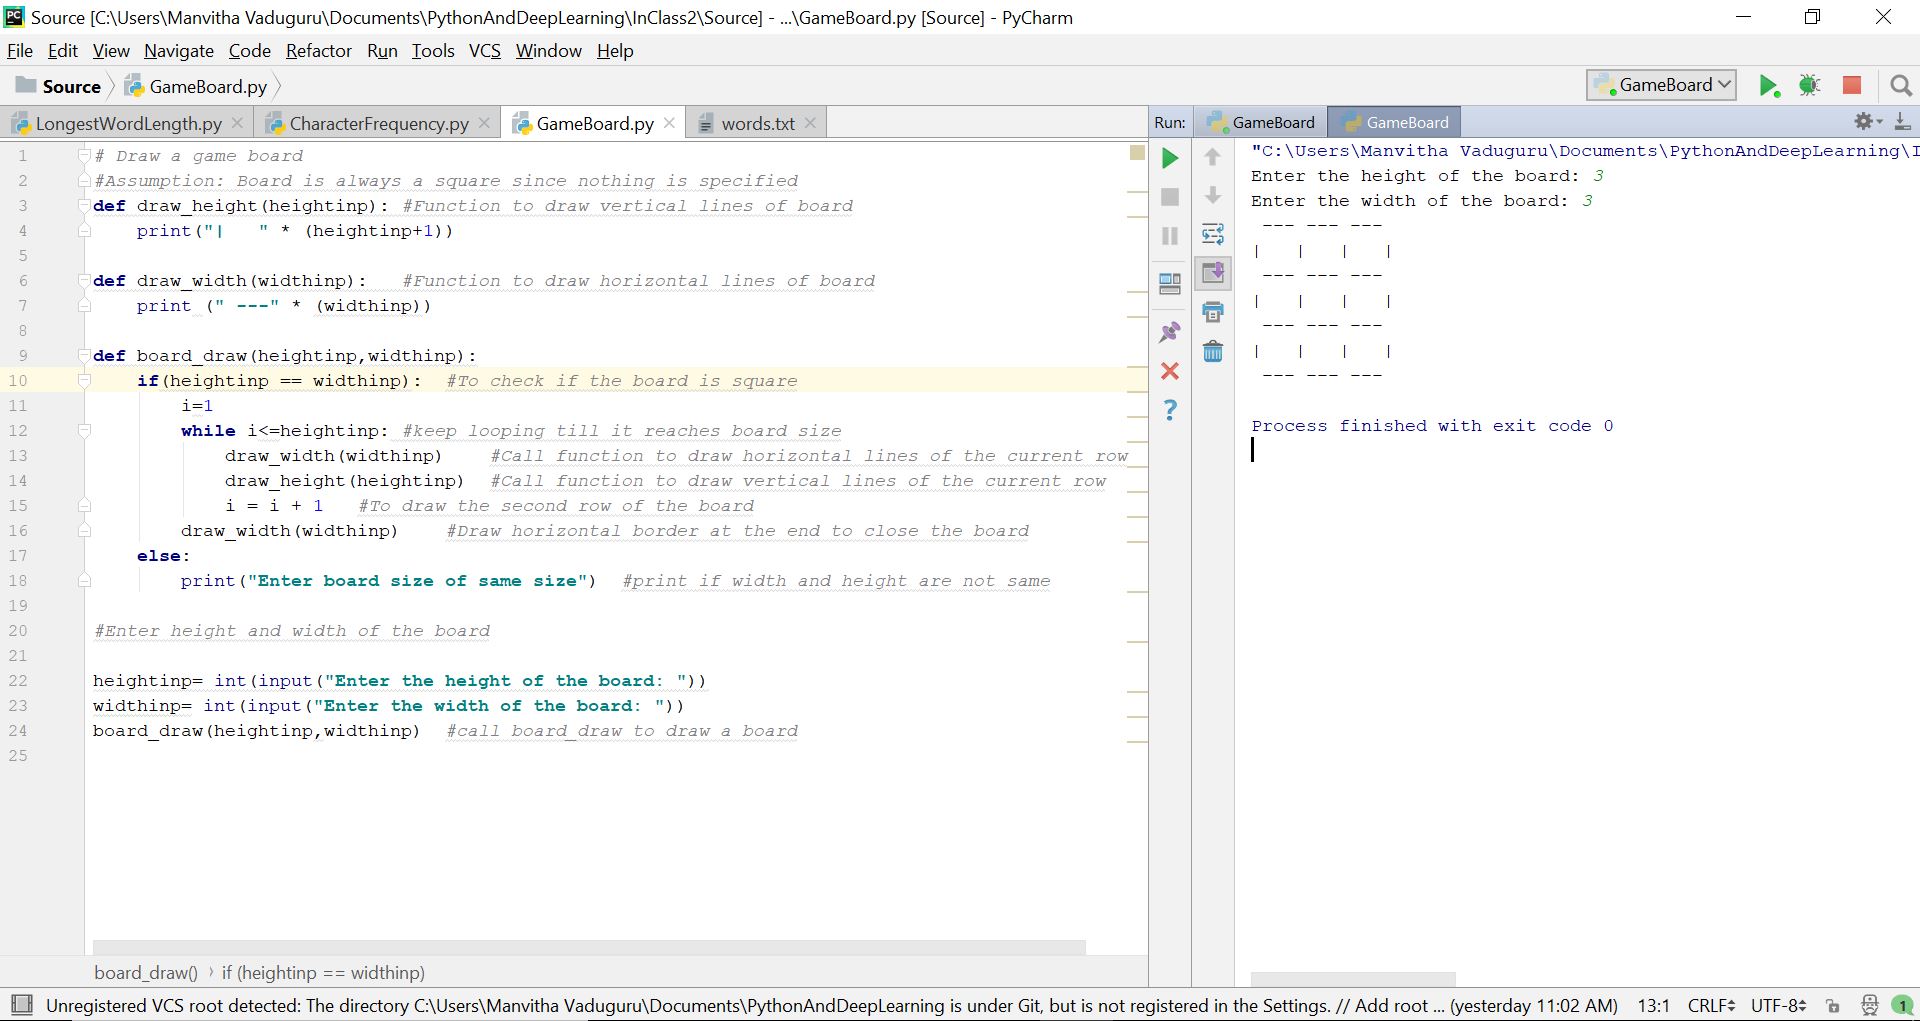 Source [C:\Users\Manvitha Vaduguru\Documents\PythonAndDeepLearning\InClass2\Source] - ...\GameBoard.py [Source] - PyCharm
File Edit View Navigate Code Refactor Run Tools VCS Window Help
Source GameBoard.py GameBoard
LongestWordLength.py CharacterFrequency.py GameBoard.py words.txt
1 # Draw a game board
2 #Assumption: Board is always a square since nothing is specified
3 def draw_height(heightinp): #Function to draw vertical lines of board
4     print("|   " * (heightinp+1))
5
6 def draw_width(widthinp):   #Function to draw horizontal lines of board
7     print (" ---" * (widthinp))
8
9 def board_draw(heightinp,widthinp):
10     if(heightinp == widthinp):  #To check if the board is square
11         i=1
12         while i<=heightinp: #keep looping till it reaches board size
13             draw_width(widthinp)    #Call function to draw horizontal lines of the current row
14             draw_height(heightinp)  #Call function to draw vertical lines of the current row
15             i = i + 1   #To draw the second row of the board
16         draw_width(widthinp)    #Draw horizontal border at the end to close the board
17     else:
18         print("Enter board size of same size")  #print if width and height are not same
19
20 #Enter height and width of the board
21
22 heightinp= int(input("Enter the height of the board: "))
23 widthinp= int(input("Enter the width of the board: "))
24 board_draw(heightinp,widthinp)  #call board_draw to draw a board
25
board_draw() › if (heightinp == widthinp)
Run: GameBoard GameBoard
"C:\Users\Manvitha Vaduguru\Documents\PythonAndDeepLearning\I
Enter the height of the board: 3
Enter the width of the board: 3
 --- --- ---
|   |   |   |
 --- --- ---
|   |   |   |
 --- --- ---
|   |   |   |
 --- --- ---
Process finished with exit code 0
Unregistered VCS root detected: The directory C:\Users\Manvitha Vaduguru\Documents\PythonAndDeepLearning is under Git, but is not registered in the Settings. // Add root ... (yesterday 11:02 AM) 13:1 CRLF UTF-8 1